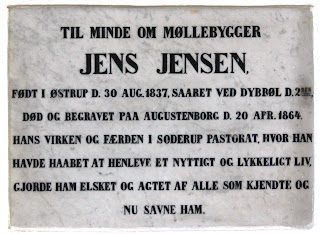 TIL MINDE OM MØLLEBYGGER
JENS JENSEN,
FØDT I ØSTRUP D. 30 AUG. 1837, SAARET VED DYBBØL D. 2DEN,
DØD OG BEGRAVET PAA AUGUSTENBORG D. 20 APR. 1864.
HANS VIRKEN OG FÆRDEN I SØDERUP PASTORAT, HVOR HAN
HAVDE HAABET AT HENLEVE ET NYTTIGT OG LYKKELIGT LIV,
GJORDE HAM ELSKET OG AGTET AF ALLE SOM KJENDTE OG
NU SAVNE HAM.